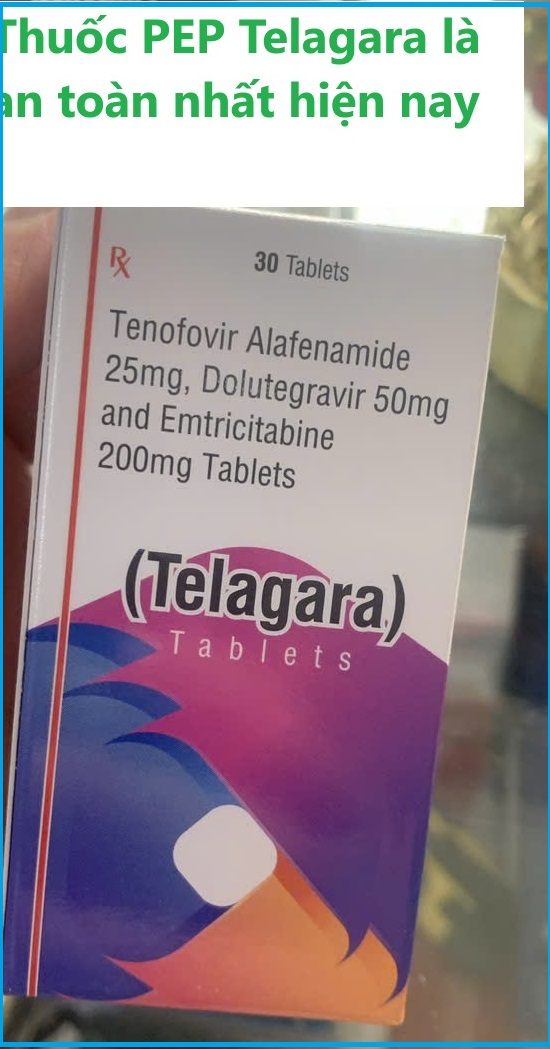 Thuốc PEP Telagara là
an toàn nhất hiện nay
Rx
30 Tablets
Tenofovir Alafenamide
25mg, Dolutegravir 50mg
and Emtricitabine
200mg Tablets
(Telagara)
Tablets